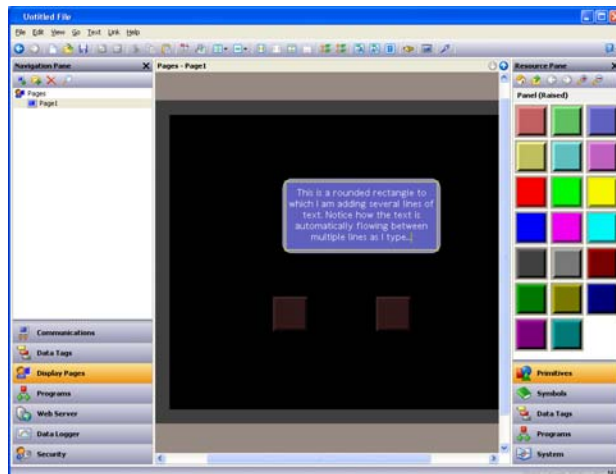 Untitled File
File Edit View Go Text Link Help
Navigation Pane
Pages - Page1
Resource Pane
Pages
Page1
Panel (Raised)
This is a rounded rectangle to
which I am adding several lines of
text. Notice how the text is
automatically flowing between
multiple lines as I type...
Communications
Data Tags
Display Pages
Programs
Web Server
Data Logger
Security
Primitives
Symbols
Data Tags
Programs
System